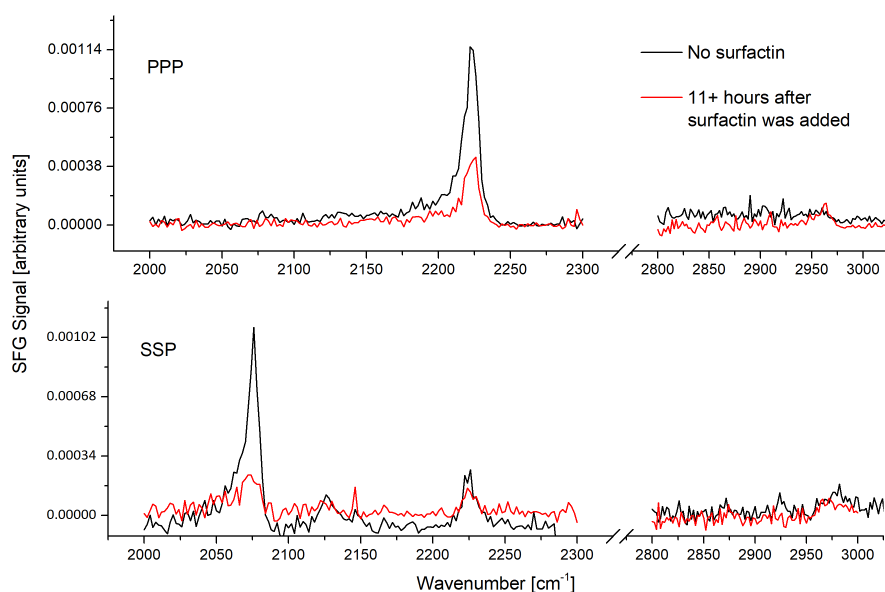 PPP
No surfactin
11+ hours after
surfactin was added
0.00114
0.00076
0.00038
0.00000
2000 2050 2100 2150 2200 2250 2300 2800 2850 2900 2950 3000
SFG Signal [arbitrary units]
SSP
0.00102
0.00068
0.00034
0.00000
2000 2050 2100 2150 2200 2250 2300 2800 2850 2900 2950 3000
Wavenumber [cm⁻¹]